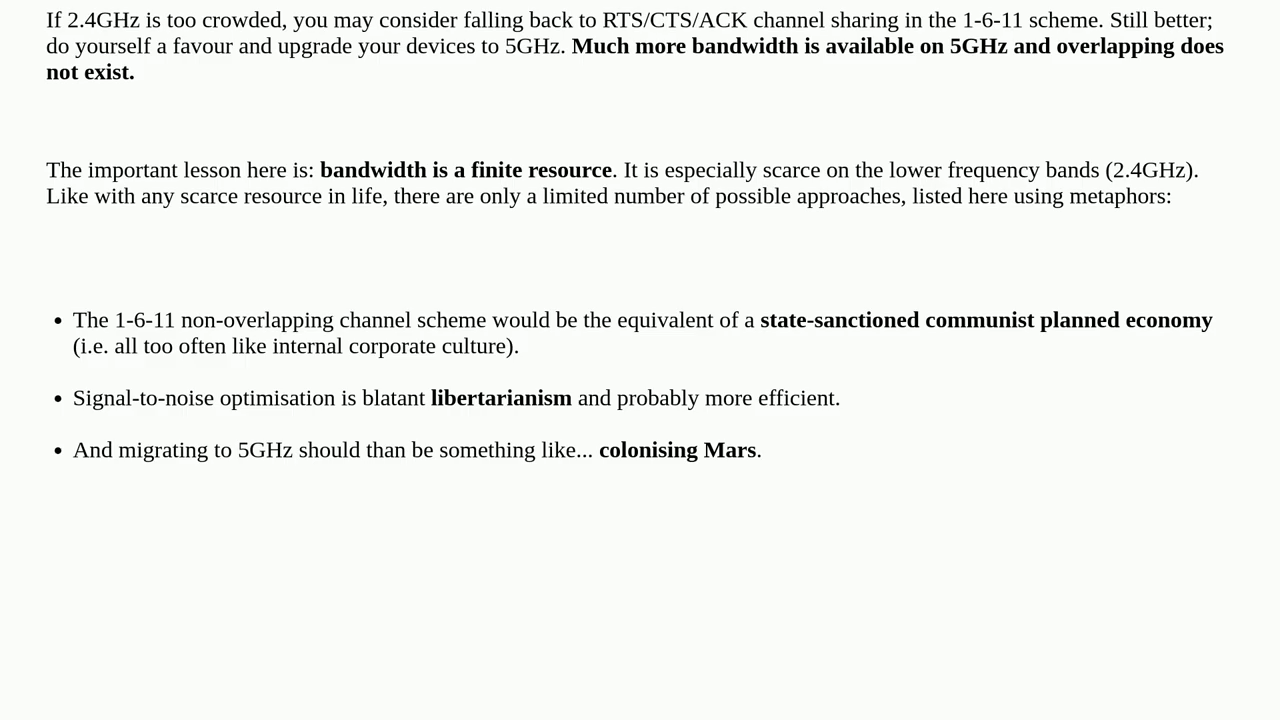 If 2.4GHz is too crowded, you may consider falling back to RTS/CTS/ACK channel sharing in the 1-6-11 scheme. Still better;
do yourself a favour and upgrade your devices to 5GHz. Much more bandwidth is available on 5GHz and overlapping does
not exist.
The important lesson here is: bandwidth is a finite resource. It is especially scarce on the lower frequency bands (2.4GHz).
Like with any scarce resource in life, there are only a limited number of possible approaches, listed here using metaphors:
• The 1-6-11 non-overlapping channel scheme would be the equivalent of a state-sanctioned communist planned economy
(i.e. all too often like internal corporate culture).
• Signal-to-noise optimisation is blatant libertarianism and probably more efficient.
• And migrating to 5GHz should than be something like... colonising Mars.